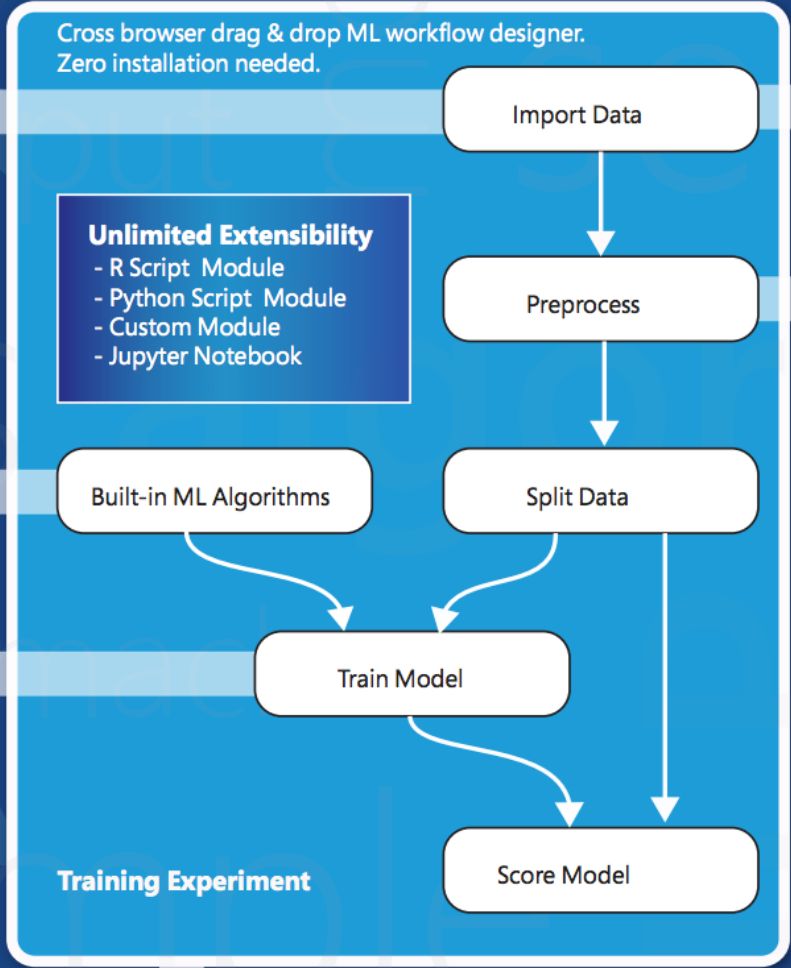 Cross browser drag & drop ML workflow designer.
Zero installation needed.
Import Data
Unlimited Extensibility
- R Script Module
- Python Script Module
- Custom Module
- Jupyter Notebook
Preprocess
Built-in ML Algorithms
Split Data
Train Model
Score Model
Training Experiment